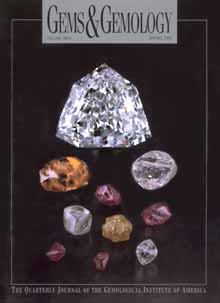 GEMS & GEMOLOGY
THE QUARTERLY JOURNAL OF THE GEMOLOGICAL INSTITUTE OF AMERICA